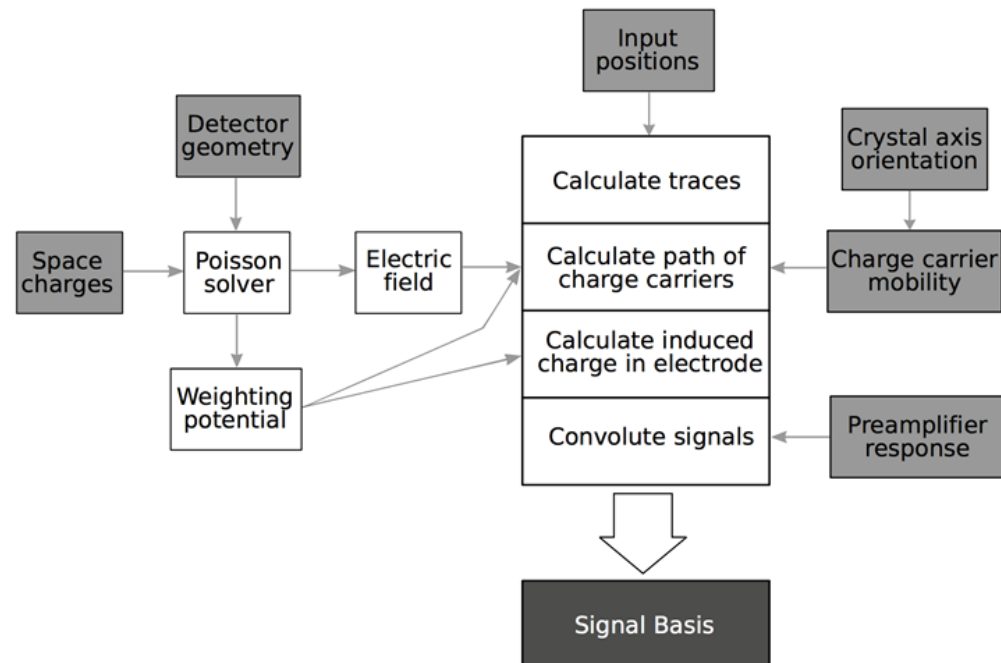 Input
positions
Detector
geometry
Crystal axis
orientation
Calculate traces
Space
charges
Poisson
solver
Electric
field
Calculate path of
charge carriers
Charge carrier
mobility
Calculate induced
charge in electrode
Weighting
potential
Convolute signals
Preamplifier
response
Signal Basis